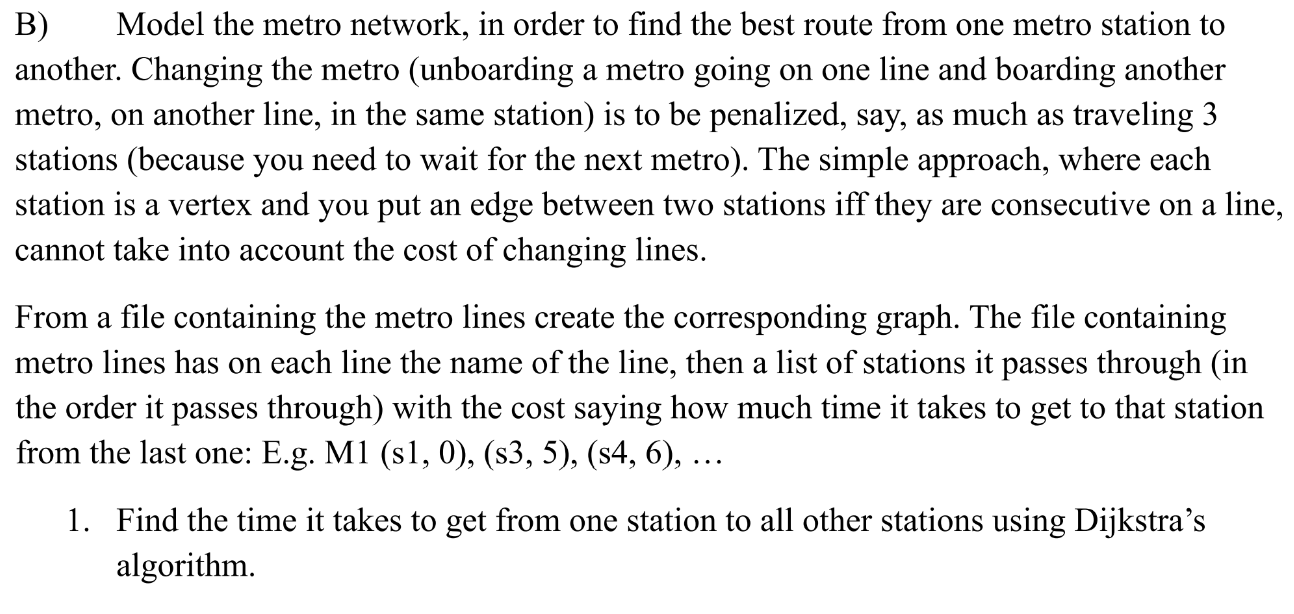 B) Model the metro network, in order to find the best route from one metro station to
another. Changing the metro (unboarding a metro going on one line and boarding another
metro, on another line, in the same station) is to be penalized, say, as much as traveling 3
stations (because you need to wait for the next metro). The simple approach, where each
station is a vertex and you put an edge between two stations iff they are consecutive on a line,
cannot take into account the cost of changing lines.
From a file containing the metro lines create the corresponding graph. The file containing
metro lines has on each line the name of the line, then a list of stations it passes through (in
the order it passes through) with the cost saying how much time it takes to get to that station
from the last one: E.g. M1 (s1, 0), (s3, 5), (s4, 6), …
1. Find the time it takes to get from one station to all other stations using Dijkstra’s
algorithm.